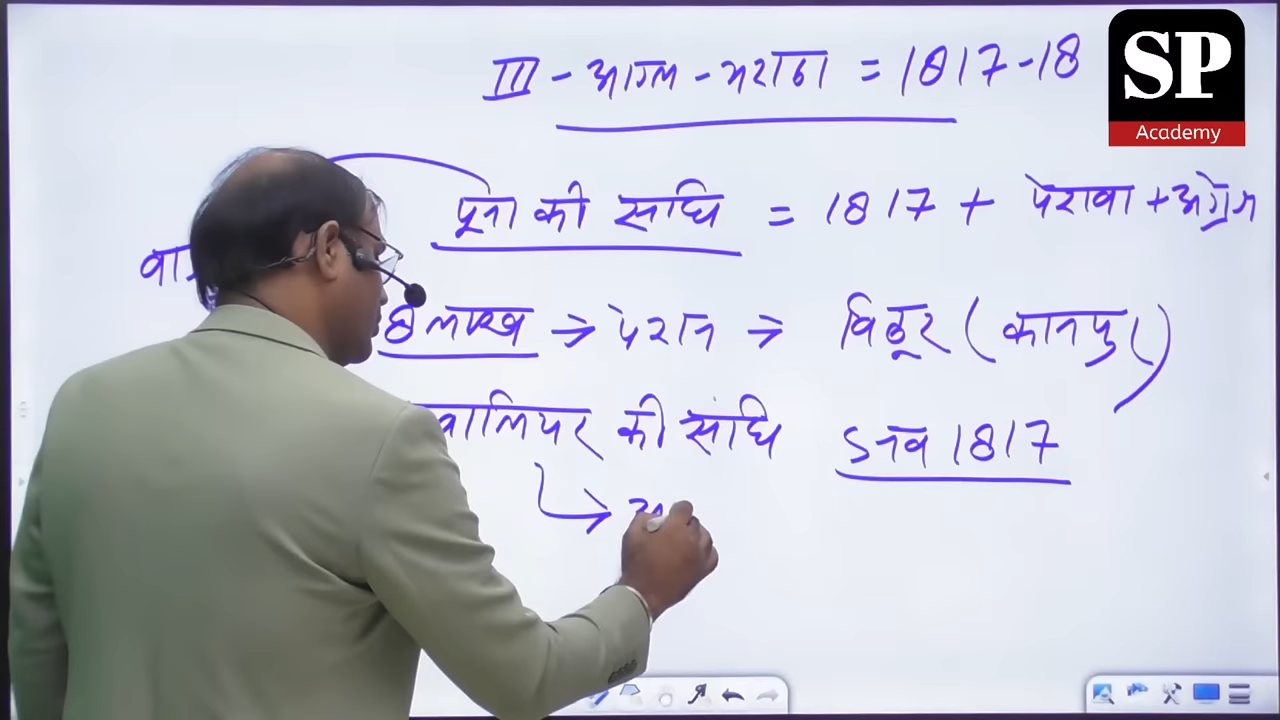 III - आंग्ल - मराठा = 1817-18
SP
Academy
पूना की संधि = 1817 + पेशवा + अंग्रेज
8 लाख → पेंशन → बिठूर (कानपुर)
ग्वालियर की संधि 5 नव 1817